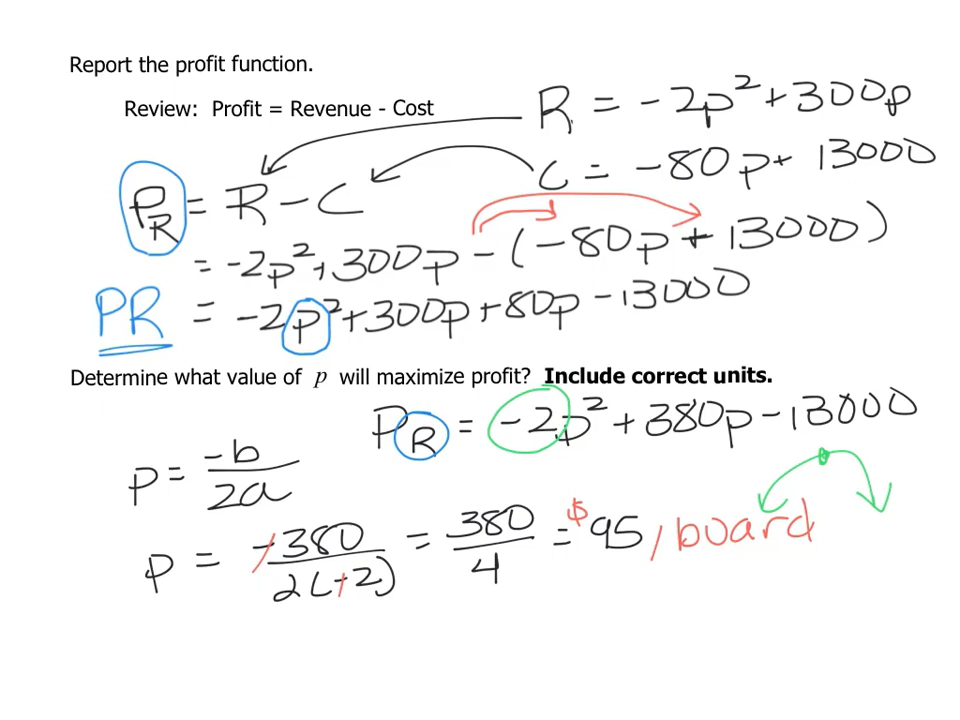 Report the profit function.
Review: Profit = Revenue - Cost
R = -2p²+300p
C = -80p+ 13000
P_R = R - C
= -2p²+300p - (-80p + 13000)
PR = -2p²+300p+80p-13000
Determine what value of p will maximize profit? Include correct units.
P_R = -2p²+380p-13000
p = -b/2a
p = -380/2(-2) = 380/4 = $95/board